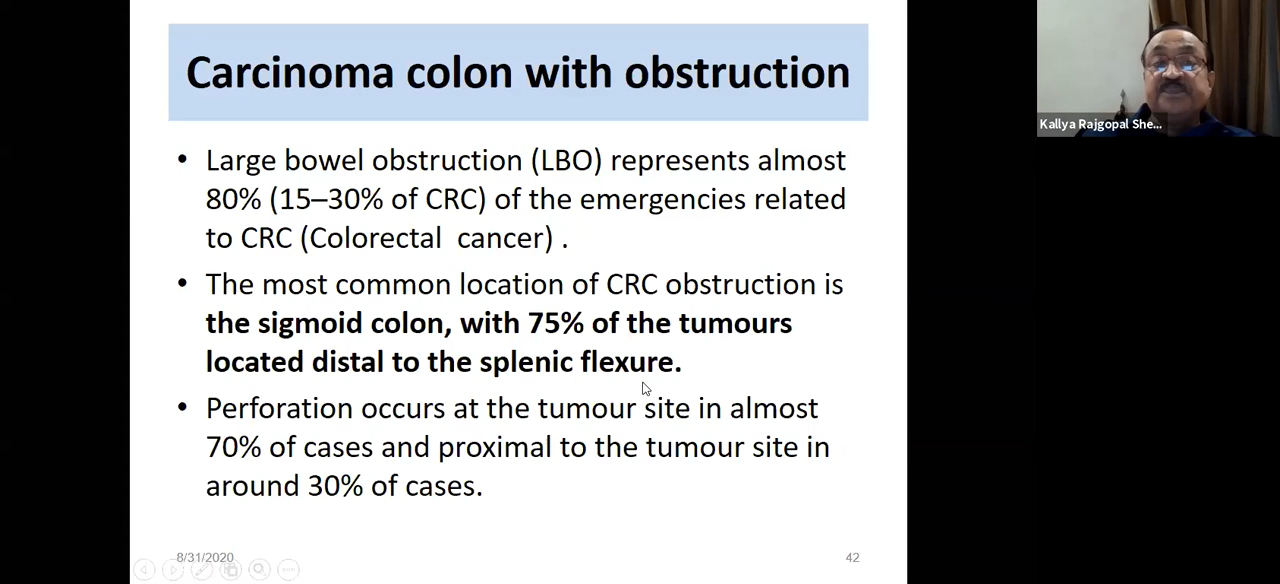 Carcinoma colon with obstruction
• Large bowel obstruction (LBO) represents almost
80% (15–30% of CRC) of the emergencies related
to CRC (Colorectal  cancer) .
• The most common location of CRC obstruction is
the sigmoid colon, with 75% of the tumours
located distal to the splenic flexure.
• Perforation occurs at the tumour site in almost
70% of cases and proximal to the tumour site in
around 30% of cases.
8/31/2020
42
Kallya Rajgopal She...